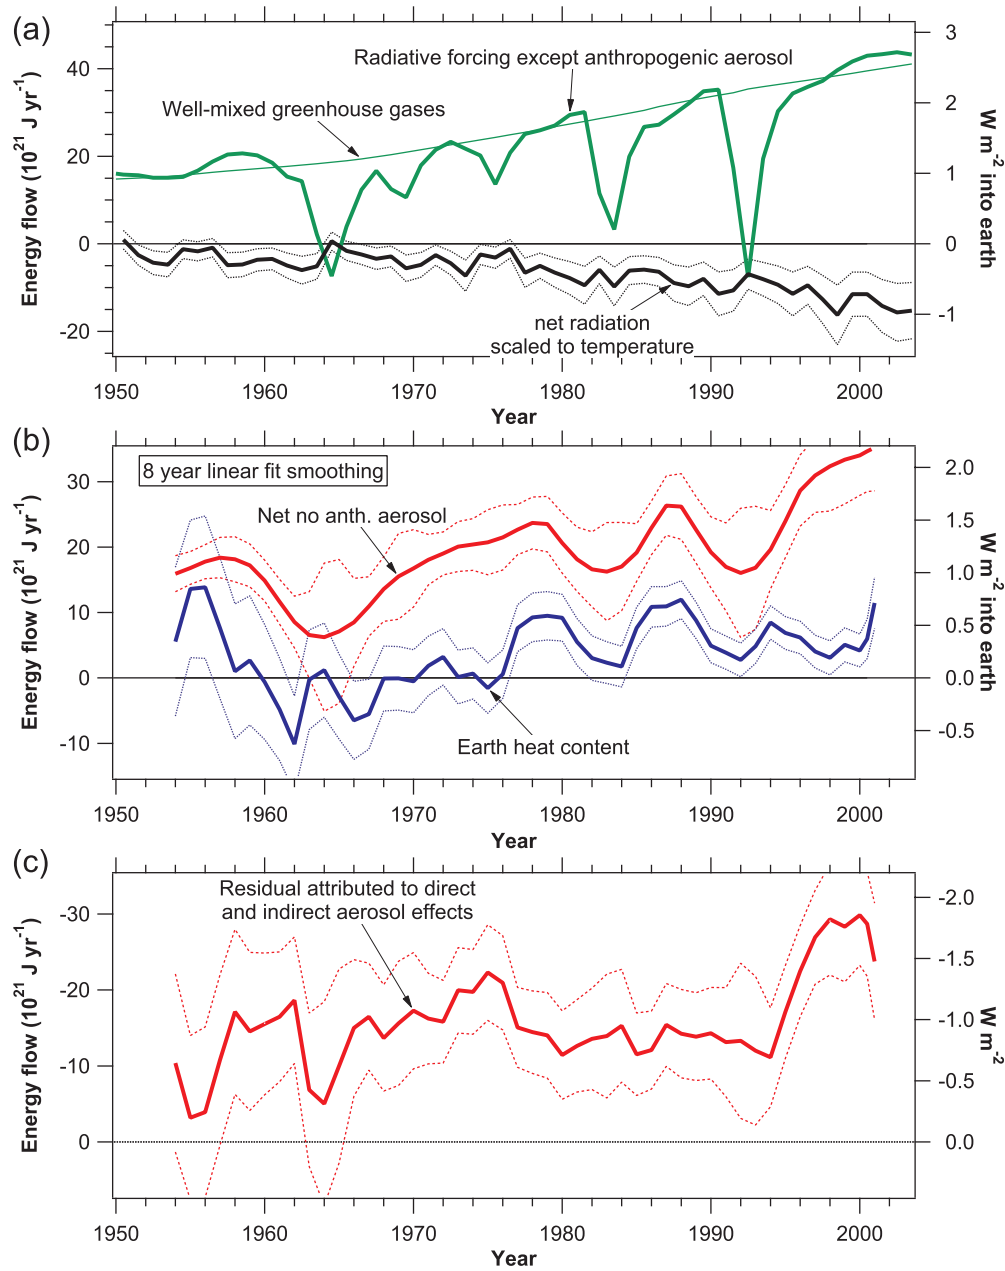 (a)
Energy flow (10²¹ J yr⁻¹)
40
20
0
-20
Radiative forcing except anthropogenic aerosol
Well-mixed greenhouse gases
net radiation
scaled to temperature
3
2
1
0
-1
W m⁻² into earth
1950 1960 1970 1980 1990 2000
Year
(b)
Energy flow (10²¹ J yr⁻¹)
30
20
10
0
-10
8 year linear fit smoothing
Net no anth. aerosol
Earth heat content
2.0
1.5
1.0
0.5
0.0
-0.5
W m⁻² into earth
1950 1960 1970 1980 1990 2000
Year
(c)
Energy flow (10²¹ J yr⁻¹)
-30
-20
-10
0
Residual attributed to direct
and indirect aerosol effects
-2.0
-1.5
-1.0
-0.5
0.0
W m⁻²
1950 1960 1970 1980 1990 2000
Year